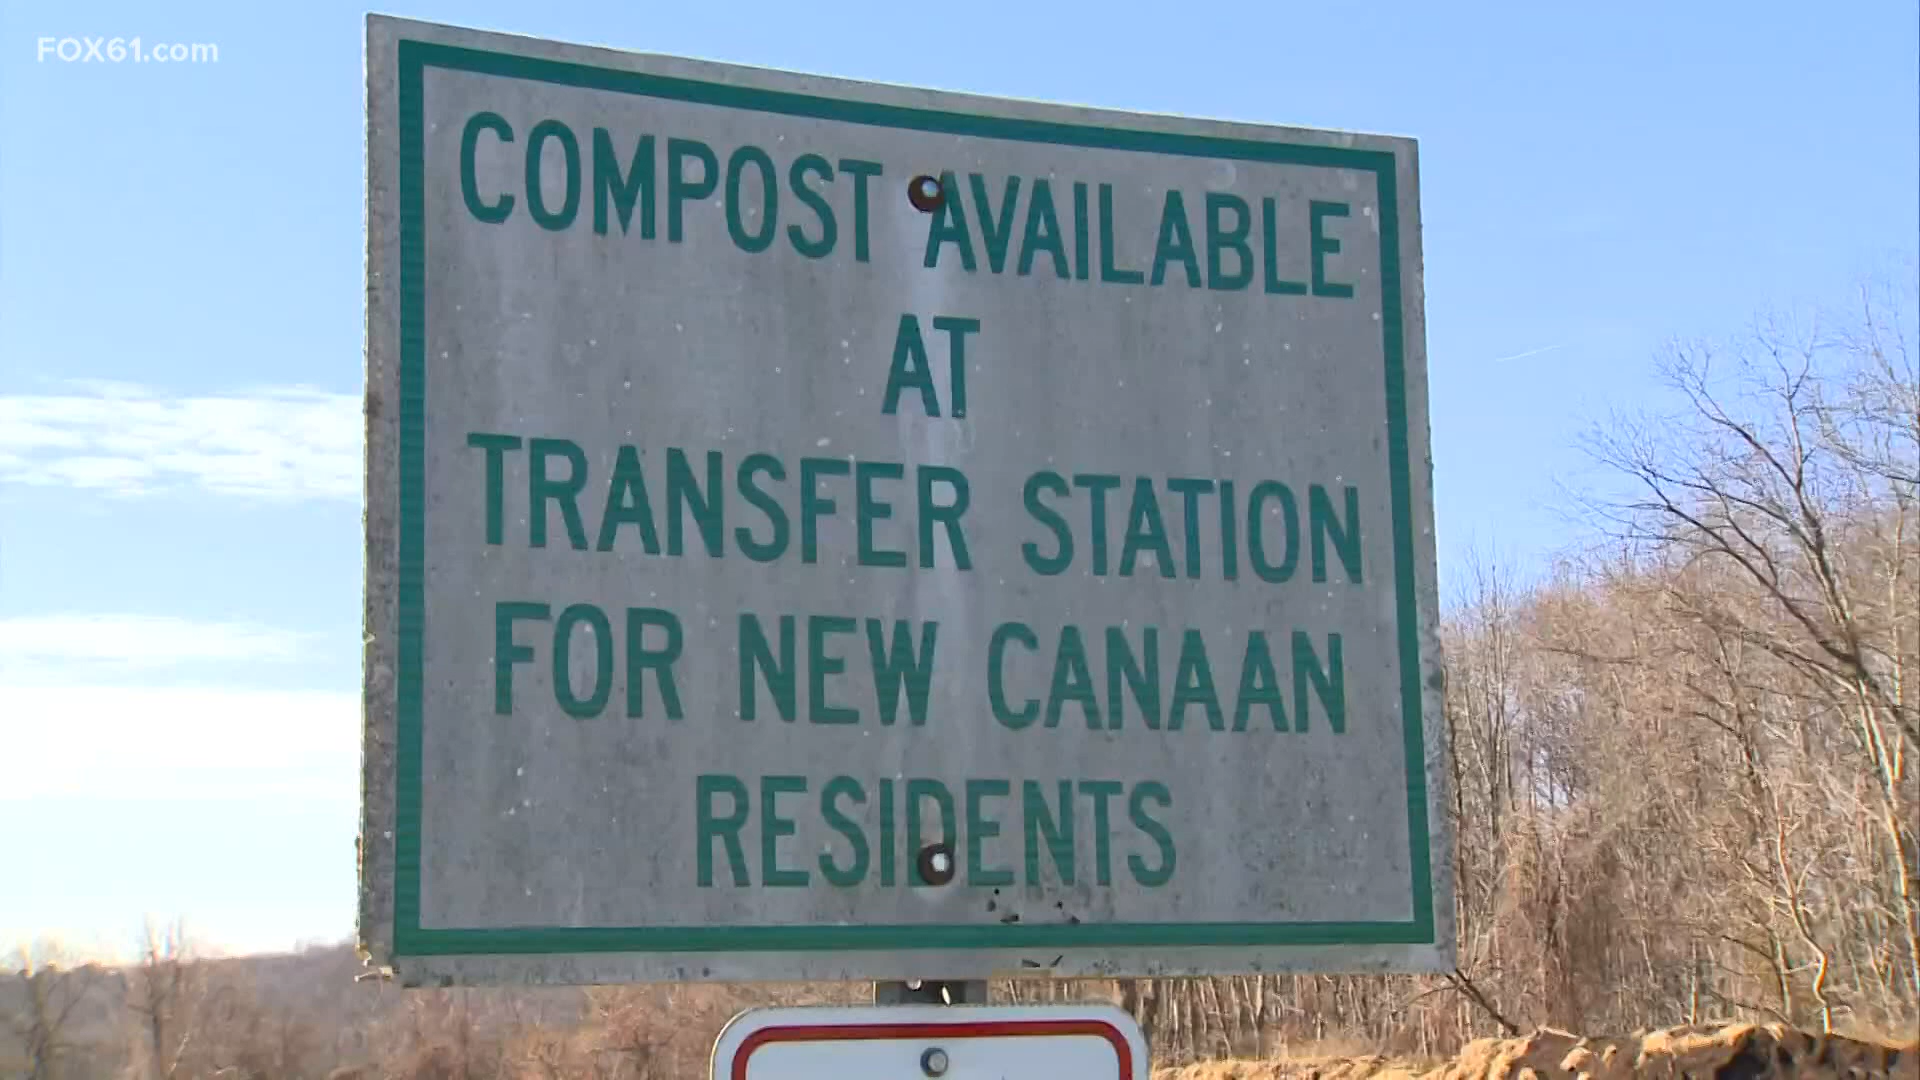 FOX61.com
COMPOST AVAILABLE
AT
TRANSFER STATION
FOR NEW CANAAN
RESIDENTS